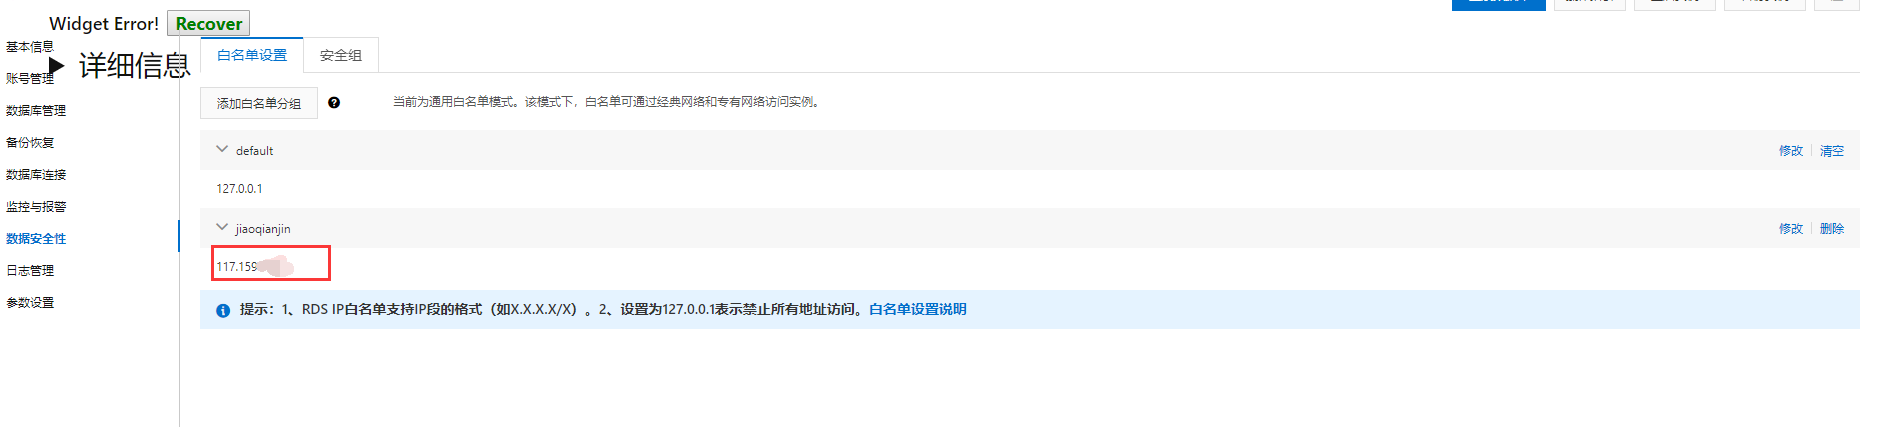 Widget Error! Recover
详细信息
基本信息
账号管理
数据库管理
备份恢复
数据库连接
监控与报警
数据安全性
日志管理
参数设置
白名单设置 安全组
添加白名单分组 当前为通用白名单模式。该模式下，白名单可通过经典网络和专有网络访问实例。
default 修改 清空
127.0.0.1
jiaoqianjin 修改 删除
117.159
提示：1、RDS IP白名单支持IP段的格式（如X.X.X.X/X）。2、设置为127.0.0.1表示禁止所有地址访问。白名单设置说明